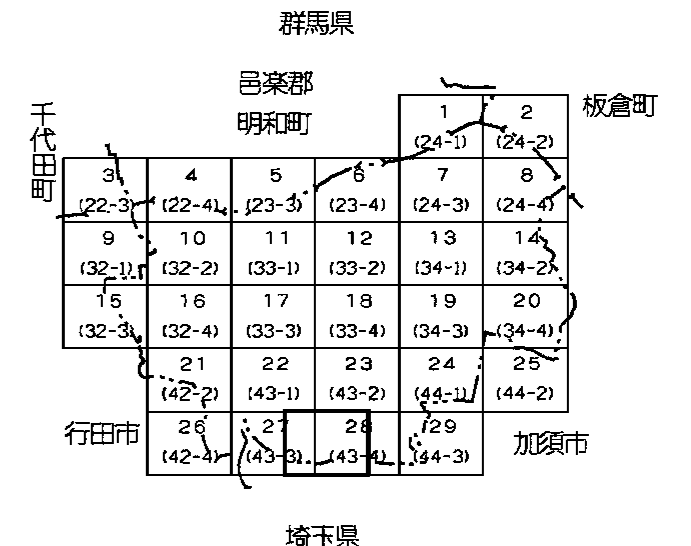 群馬県
邑楽郡
明和町
板倉町
千代田町
1 2
(24-1) (24-2)
3 4 5 6 7 8
(22-3) (22-4) (23-3) (23-4) (24-3) (24-4)
9 10 11 12 13 14
(32-1) (32-2) (33-1) (33-2) (34-1) (34-2)
15 16 17 18 19 20
(32-3) (32-4) (33-3) (33-4) (34-3) (34-4)
21 22 23 24 25
(42-2) (43-1) (43-2) (44-1) (44-2)
行田市
26 27 28 29
(42-4) (43-3) (43-4) (44-3)
加須市
埼玉県